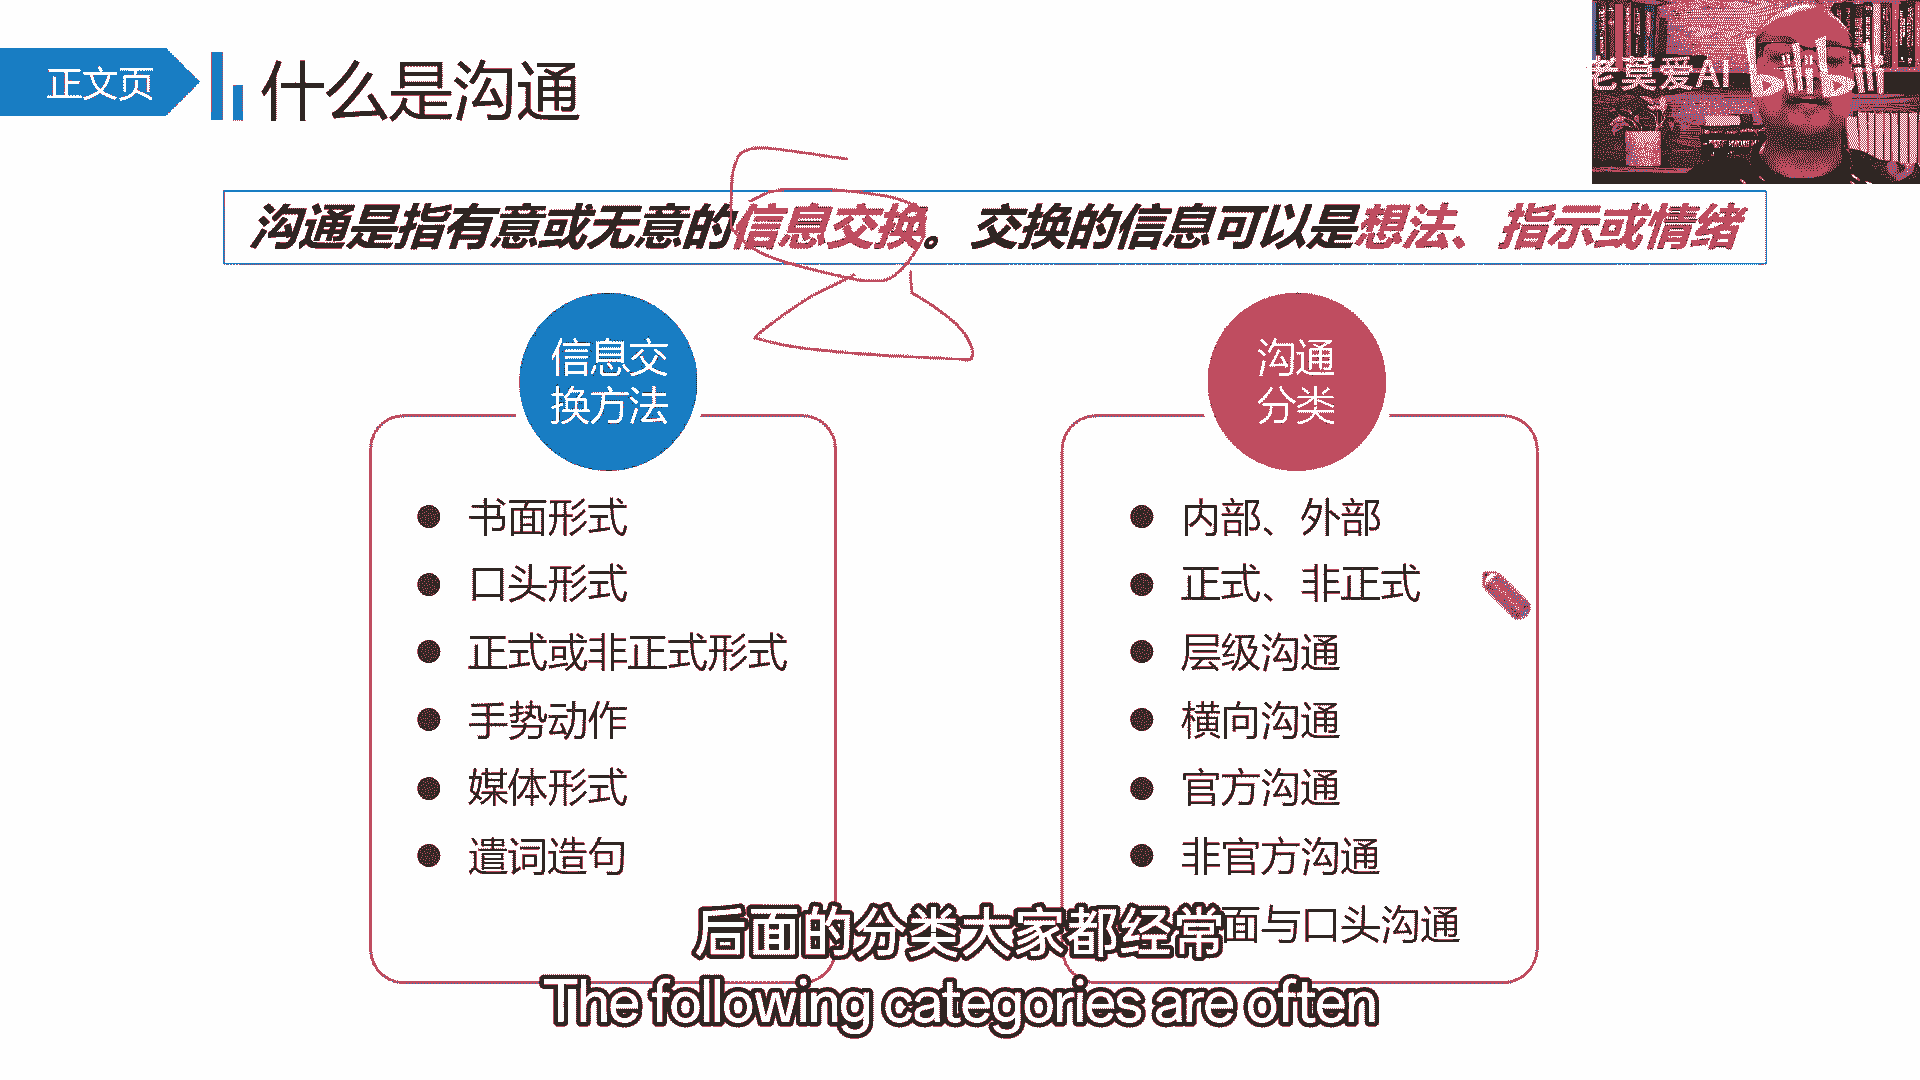 正文页
什么是沟通
老莫爱AI
bilibili
沟通是指有意或无意的信息交换。交换的信息可以是想法、指示或情绪
信息交
换方法
书面形式
口头形式
正式或非正式形式
手势动作
媒体形式
遣词造句
沟通
分类
内部、外部
正式、非正式
层级沟通
横向沟通
官方沟通
非官方沟通
面与口头沟通
后面的分类大家都经常
The following categories are often